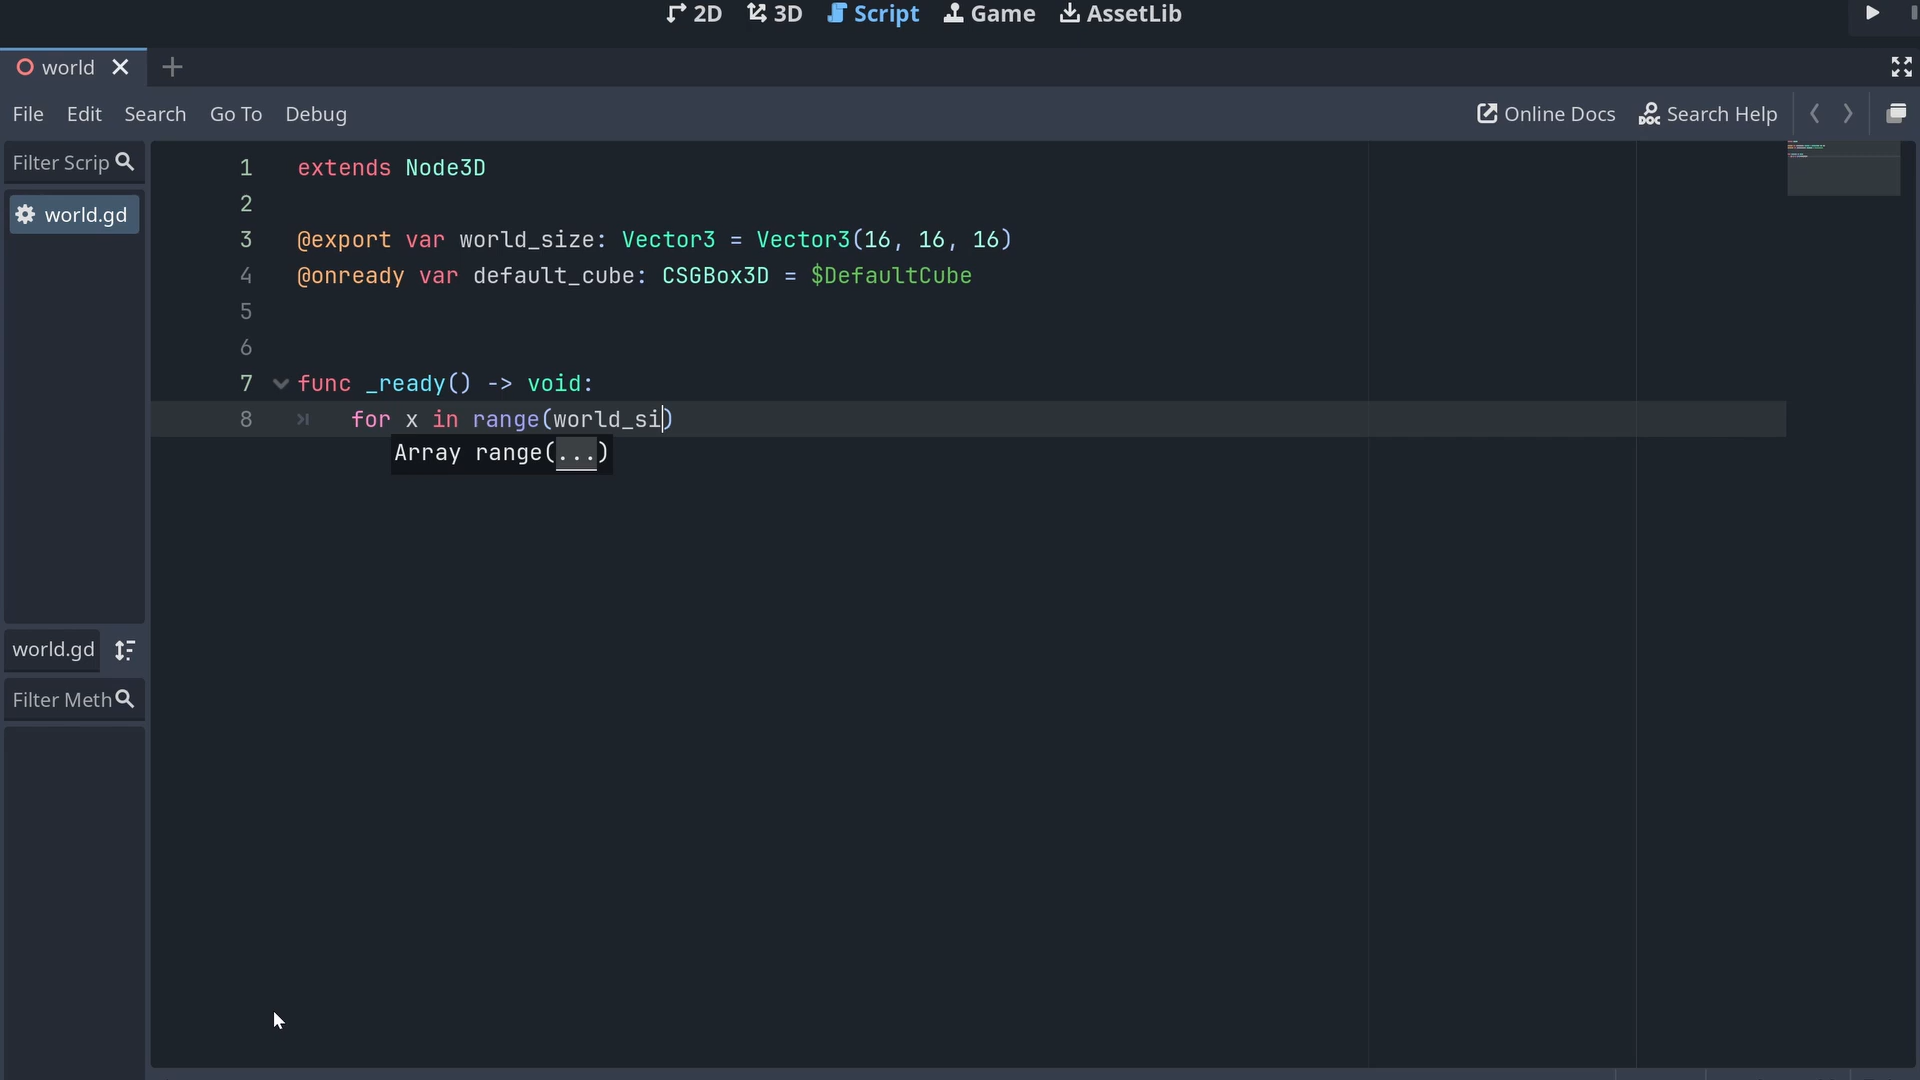 2D 3D Script Game AssetLib
world
File Edit Search Go To Debug Online Docs Search Help
Filter Scrip
world.gd
1 extends Node3D
2
3 @export var world_size: Vector3 = Vector3(16, 16, 16)
4 @onready var default_cube: CSGBox3D = $DefaultCube
5
6
7 func _ready() -> void:
8 for x in range(world_si)
Array range(...)
world.gd
Filter Meth